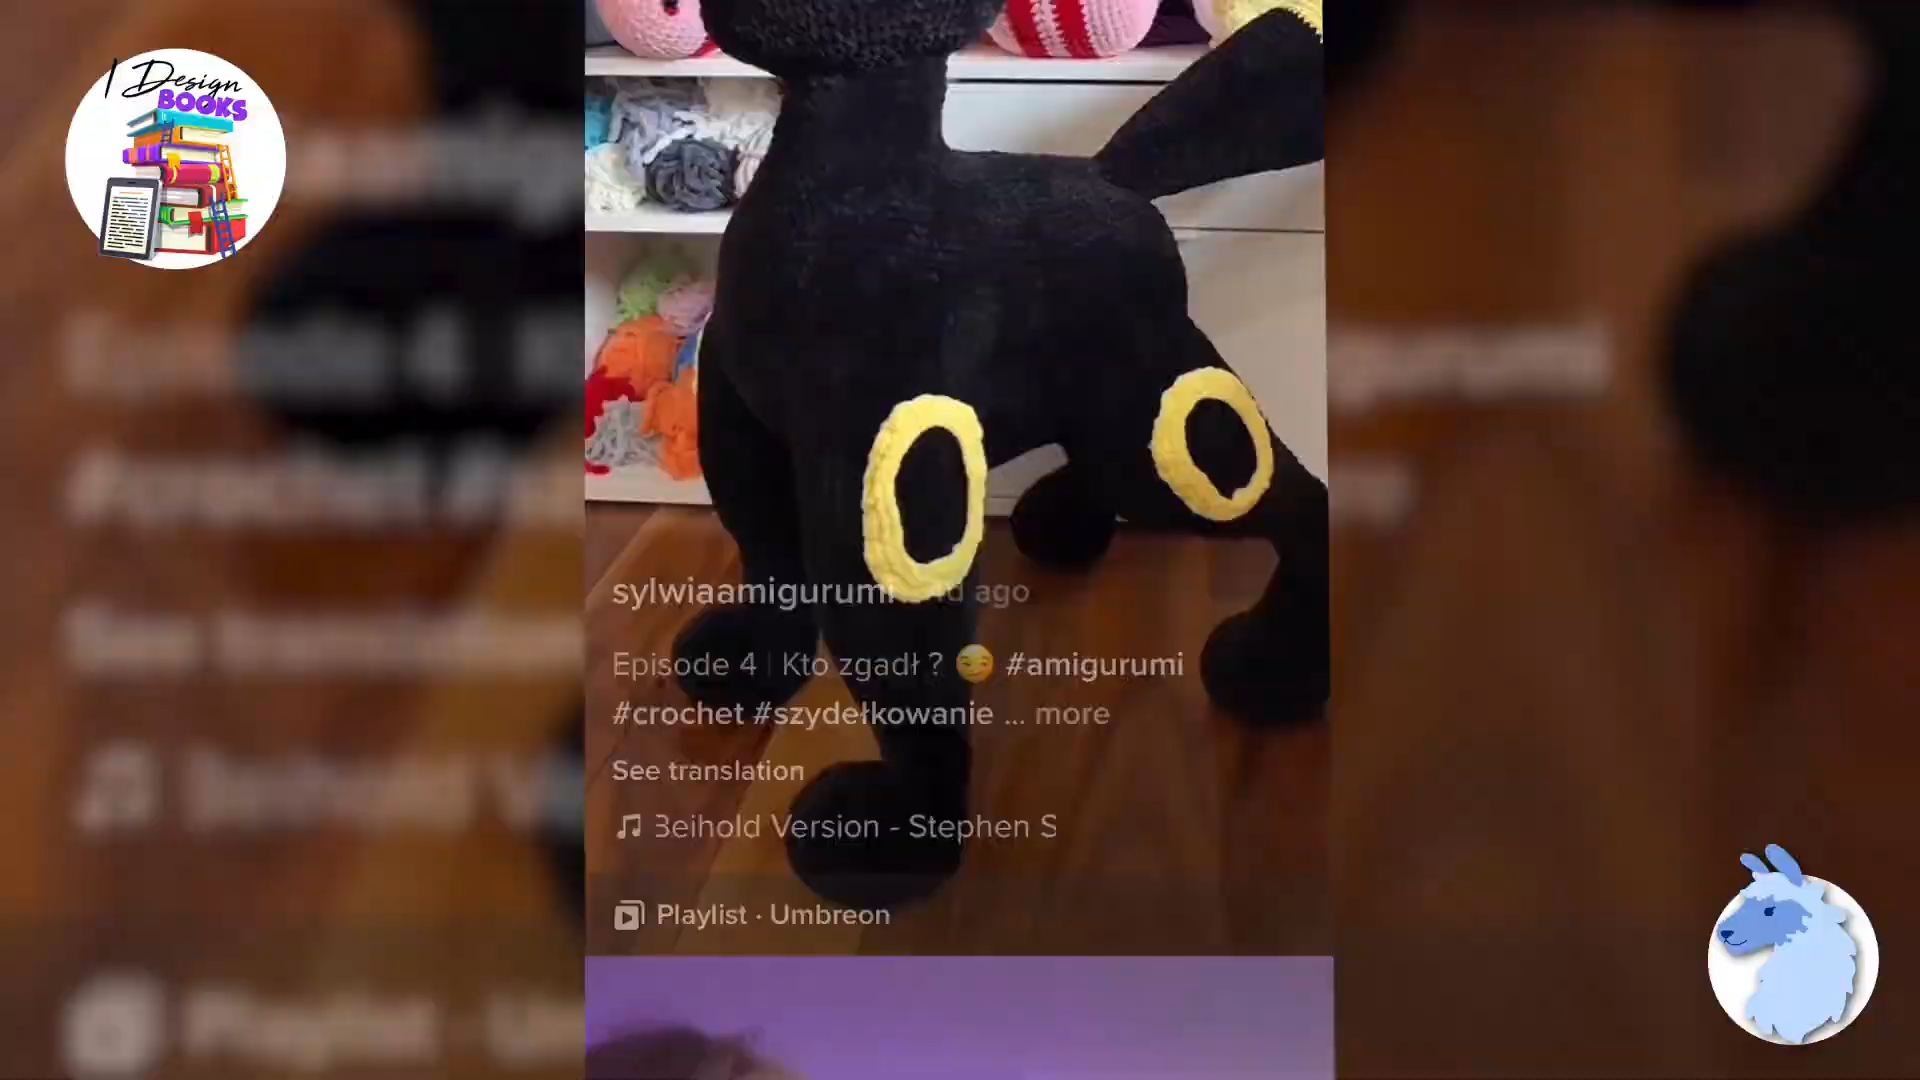 I Design
BOOKS
sylwiaamigurumi
d ago
Episode 4 | Kto zgadł ? 😏 #amigurumi
#crochet #szydełkowanie ... more
See translation
Beihold Version - Stephen S
Playlist · Umbreon